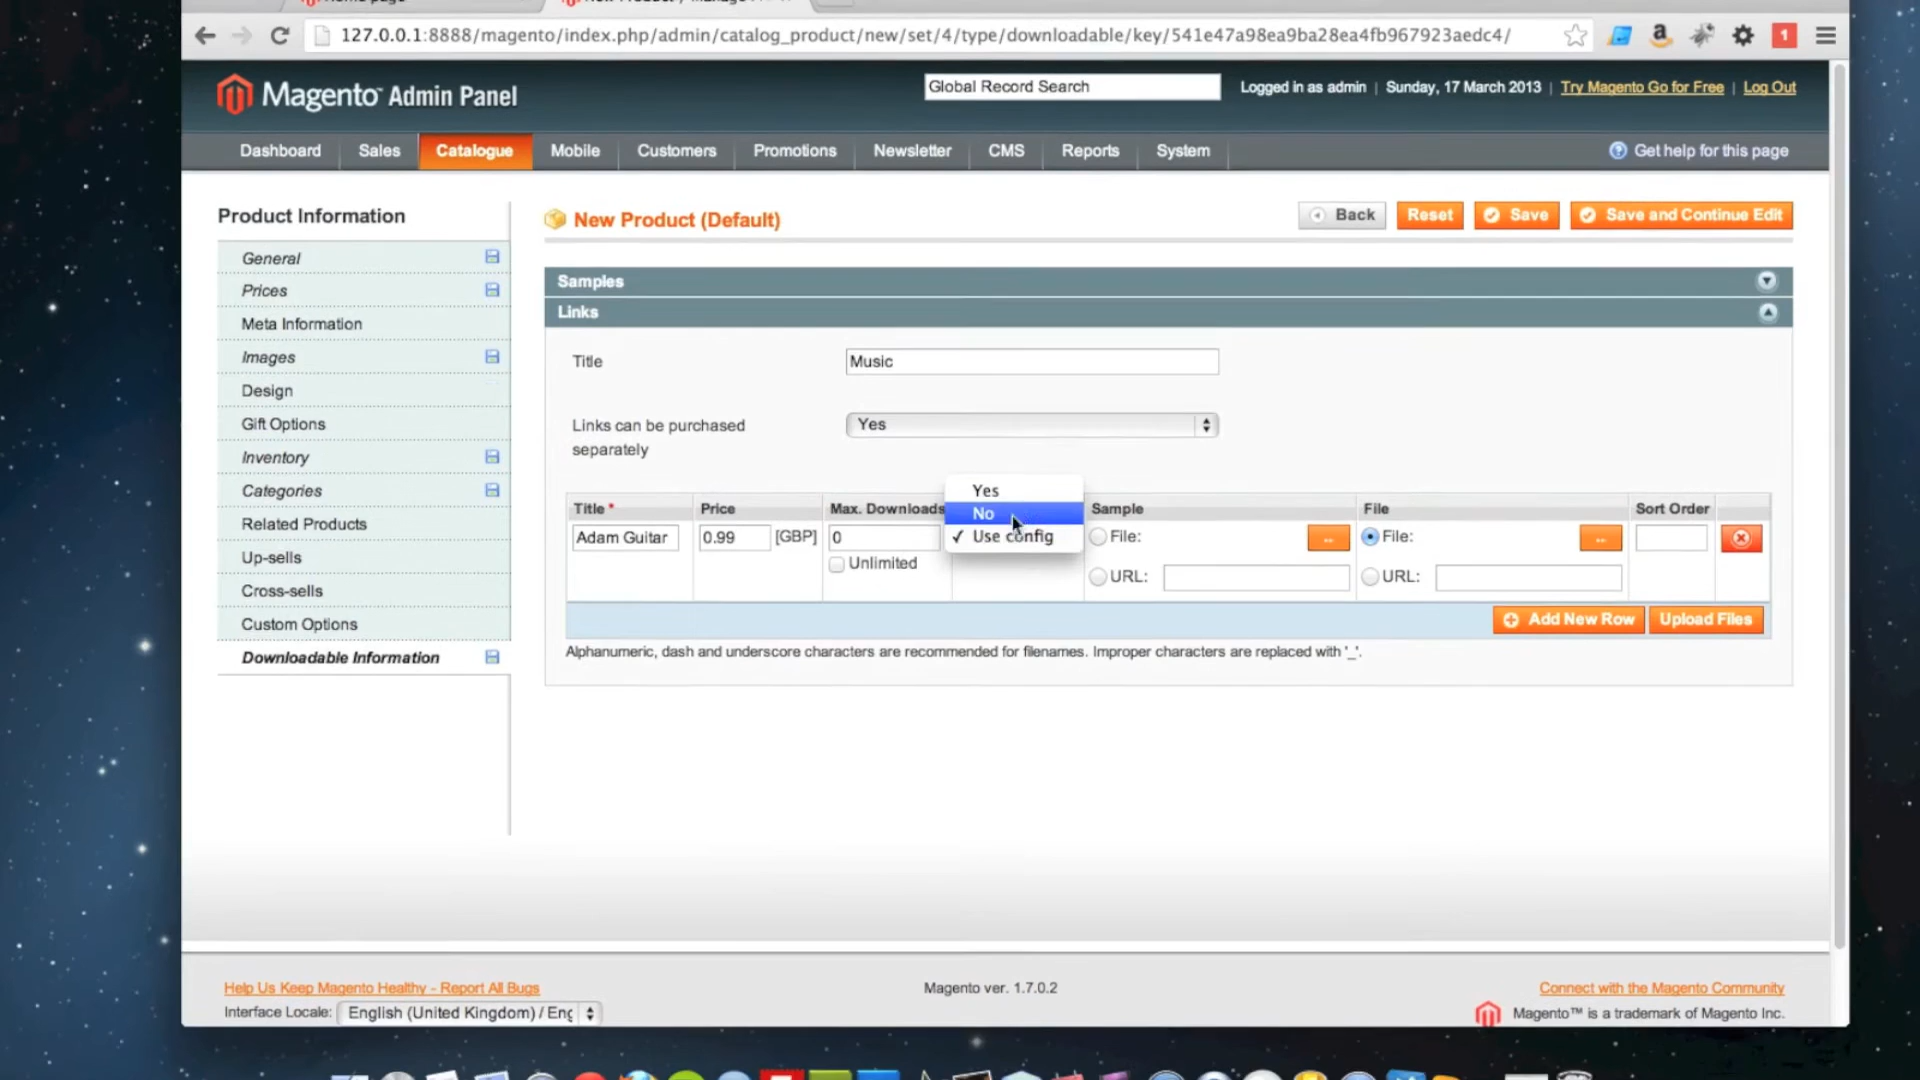 127.0.0.1:8888/magento/index.php/admin/catalog_product/new/set/4/type/downloadable/key/541e47a98ea9ba28ea4fb967923aedc4/
1
Magento™ Admin Panel
Global Record Search
Logged in as admin | Sunday, 17 March 2013 | Try Magento Go for Free | Log Out
Dashboard Sales Catalogue Mobile Customers Promotions Newsletter CMS Reports System
Get help for this page
Product Information
General
Prices
Meta Information
Images
Design
Gift Options
Inventory
Categories
Related Products
Up-sells
Cross-sells
Custom Options
Downloadable Information
New Product (Default)
Back Reset Save Save and Continue Edit
Samples
Links
Title Music
Links can be purchased separately Yes
Yes
No
Use config
Title * Price Max. Downloads Sample File Sort Order
Adam Guitar 0.99 [GBP] 0 File: .. File: ..
Unlimited
URL: URL:
Add New Row Upload Files
Alphanumeric, dash and underscore characters are recommended for filenames. Improper characters are replaced with '_'.
Help Us Keep Magento Healthy - Report All Bugs
Magento ver. 1.7.0.2
Connect with the Magento Community
Interface Locale: English (United Kingdom) / Eng
Magento™ is a trademark of Magento Inc.